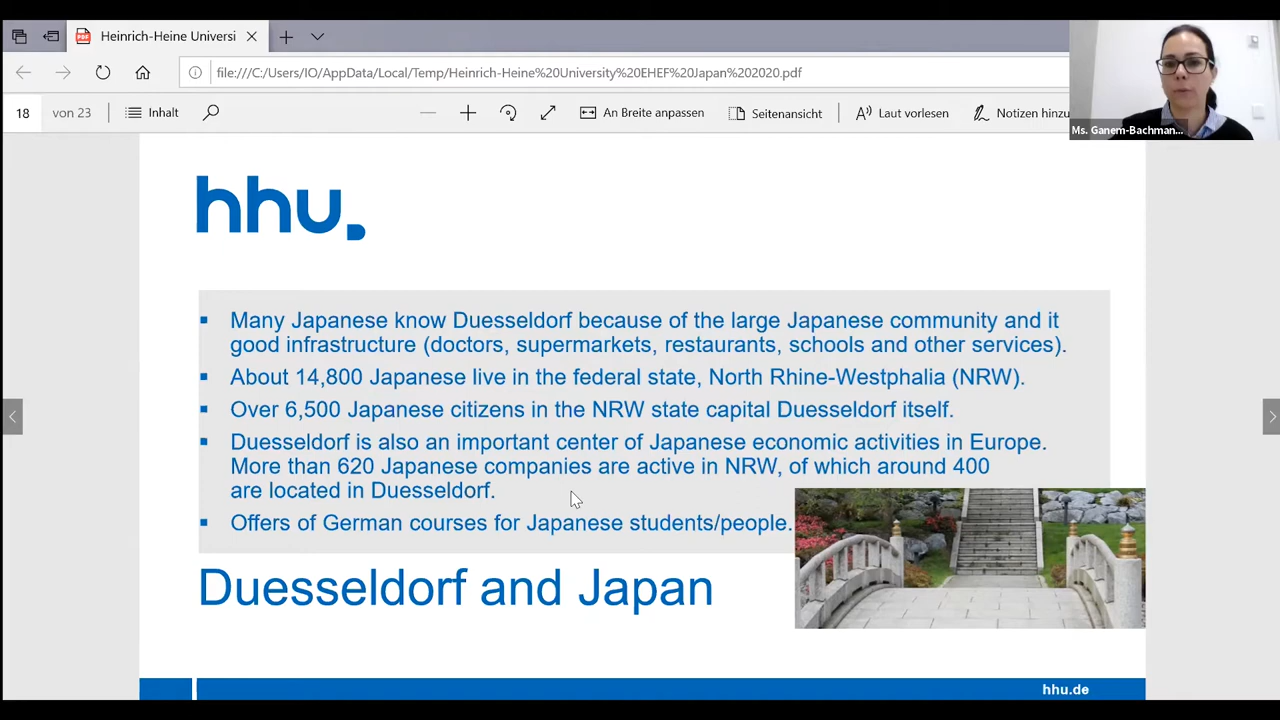 Heinrich-Heine Universi
file:///C:/Users/IO/AppData/Local/Temp/Heinrich-Heine%20University%20EHEF%20Japan%202020.pdf
18 von 23 Inhalt An Breite anpassen Seitenansicht Laut vorlesen Notizen hinzu
Ms. Ganem-Bachman...
hhu.
Many Japanese know Duesseldorf because of the large Japanese community and it
good infrastructure (doctors, supermarkets, restaurants, schools and other services).
About 14,800 Japanese live in the federal state, North Rhine-Westphalia (NRW).
Over 6,500 Japanese citizens in the NRW state capital Duesseldorf itself.
Duesseldorf is also an important center of Japanese economic activities in Europe.
More than 620 Japanese companies are active in NRW, of which around 400
are located in Duesseldorf.
Offers of German courses for Japanese students/people.
Duesseldorf and Japan
hhu.de